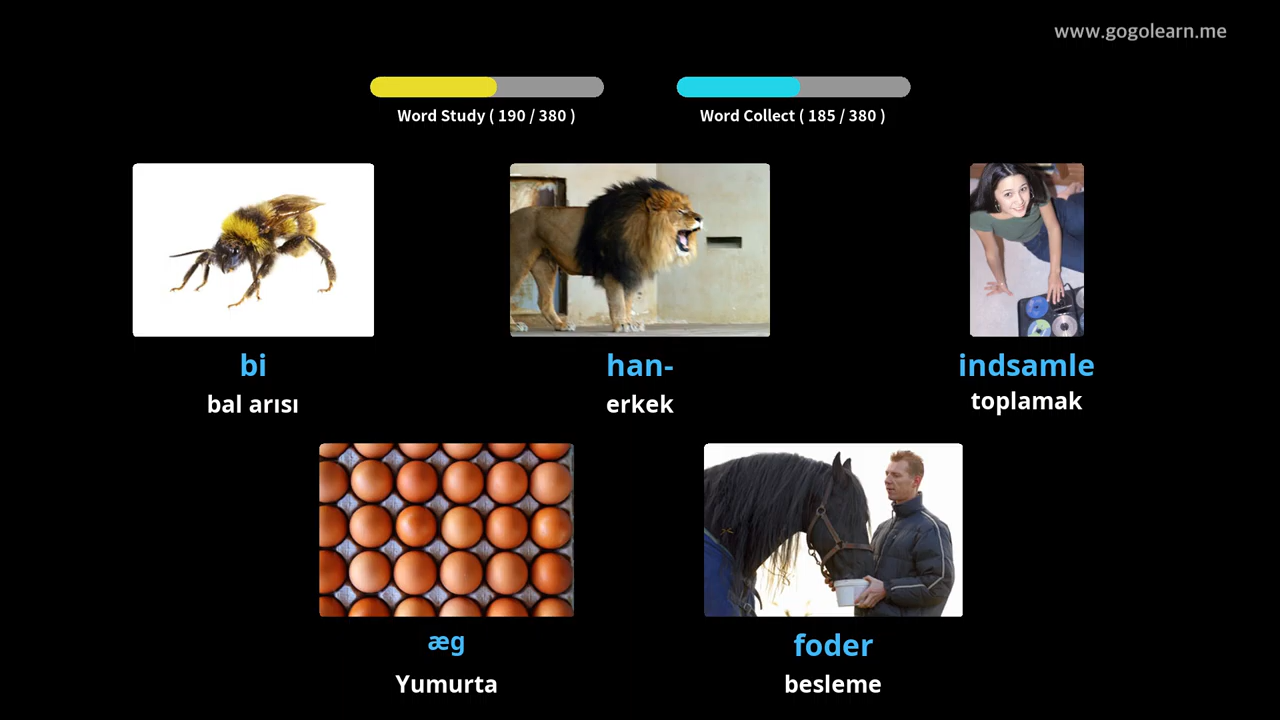 www.gogolearn.me
Word Study ( 190 / 380 )
Word Collect ( 185 / 380 )
bi
bal arısı
han-
erkek
indsamle
toplamak
æg
Yumurta
foder
besleme